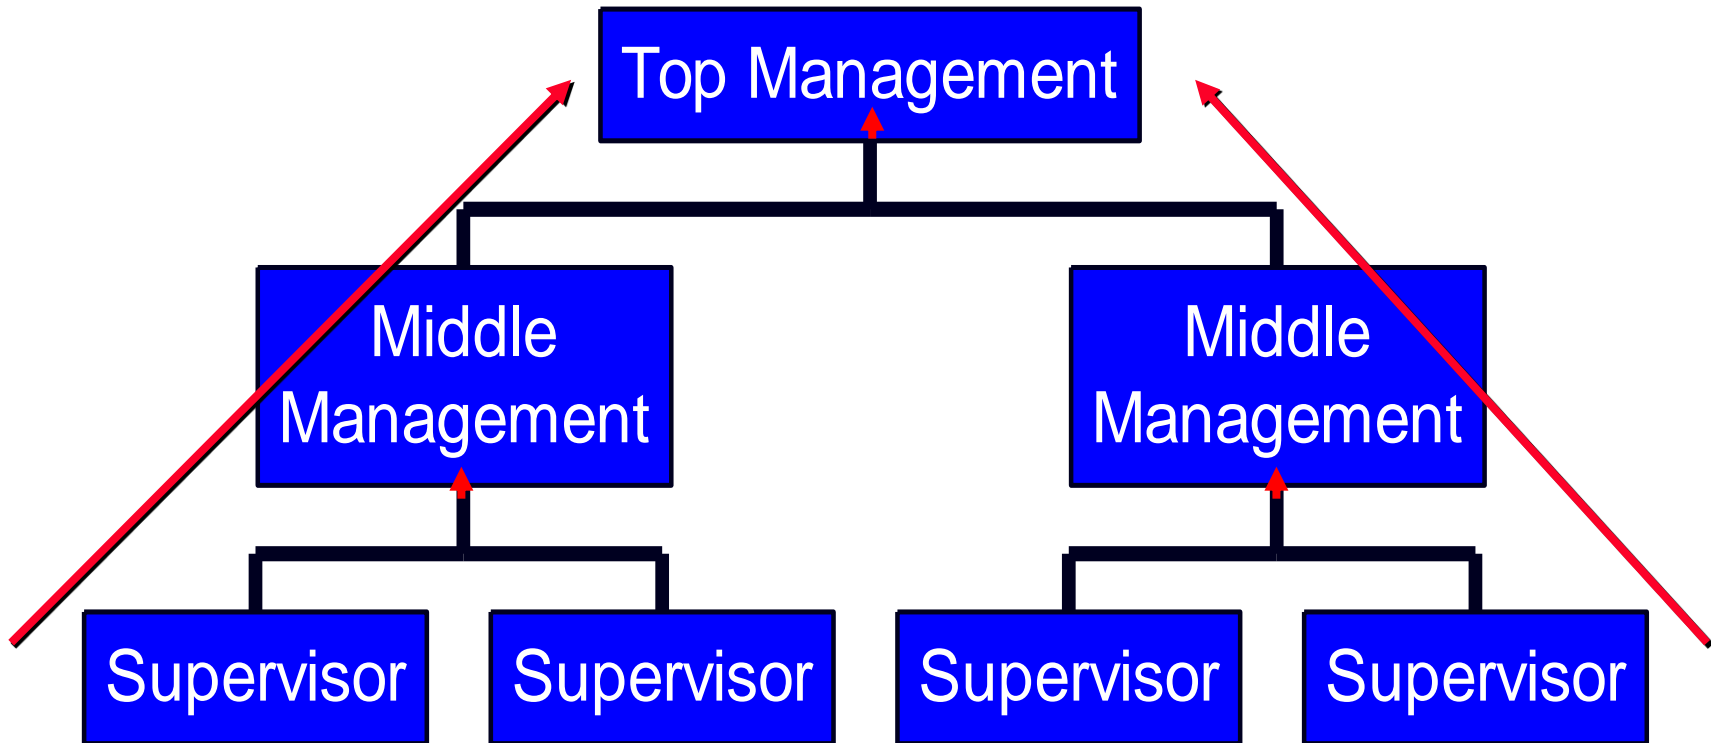 Top Management
Middle
Management
Middle
Management
Supervisor
Supervisor
Supervisor
Supervisor